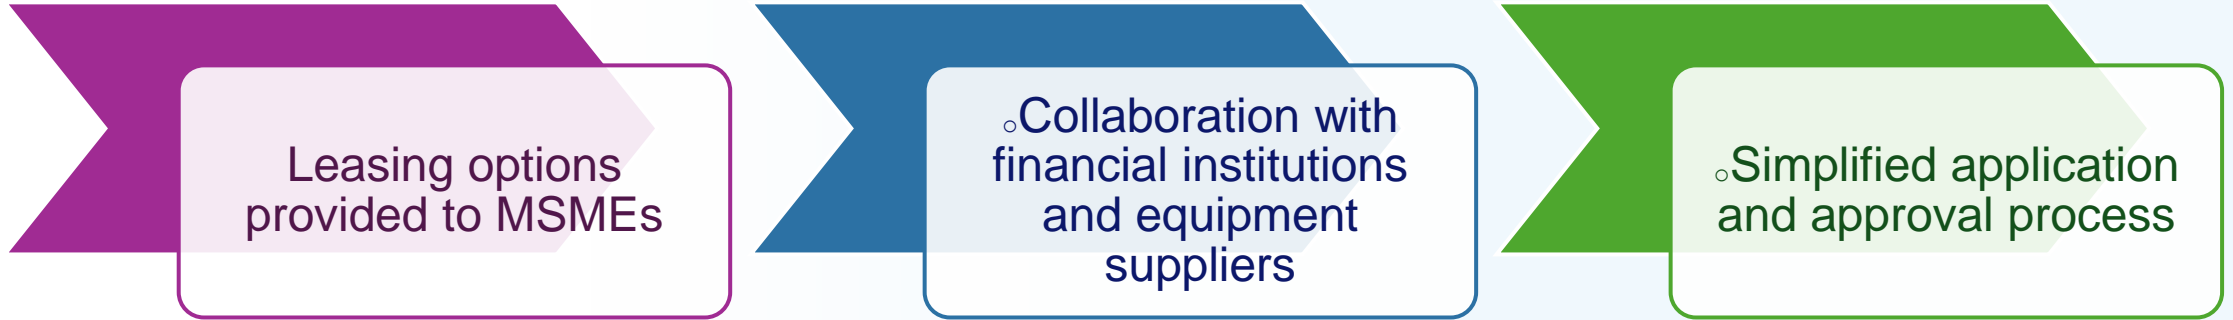 Leasing options
provided to MSMEs
○Collaboration with
financial institutions
and equipment
suppliers
○Simplified application
and approval process